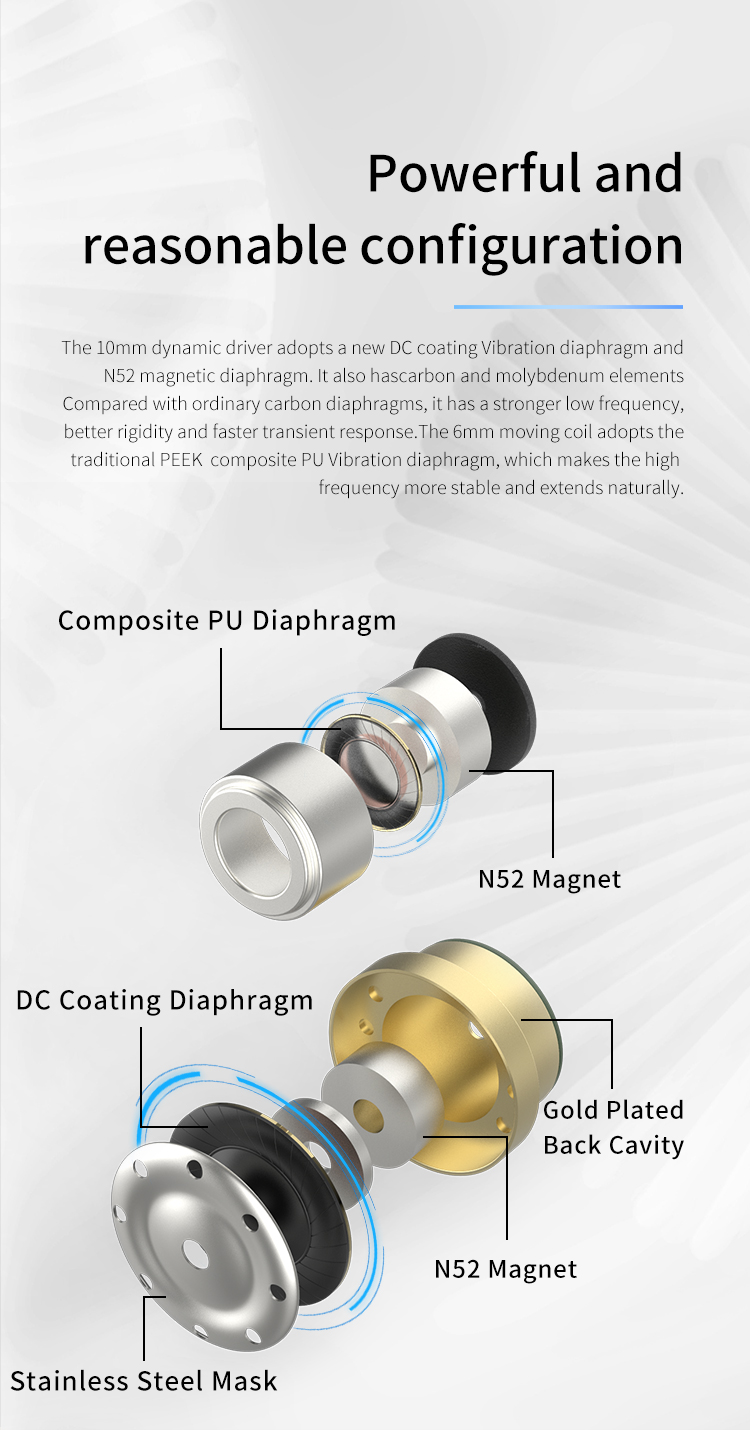 Powerful and
reasonable configuration
The 10mm dynamic driver adopts a new DC coating Vibration diaphragm and
N52 magnetic diaphragm. It also hascarbon and molybdenum elements
Compared with ordinary carbon diaphragms, it has a stronger low frequency,
better rigidity and faster transient response.The 6mm moving coil adopts the
traditional PEEK composite PU Vibration diaphragm, which makes the high
frequency more stable and extends naturally.
Composite PU Diaphragm
N52 Magnet
DC Coating Diaphragm
Gold Plated
Back Cavity
N52 Magnet
Stainless Steel Mask